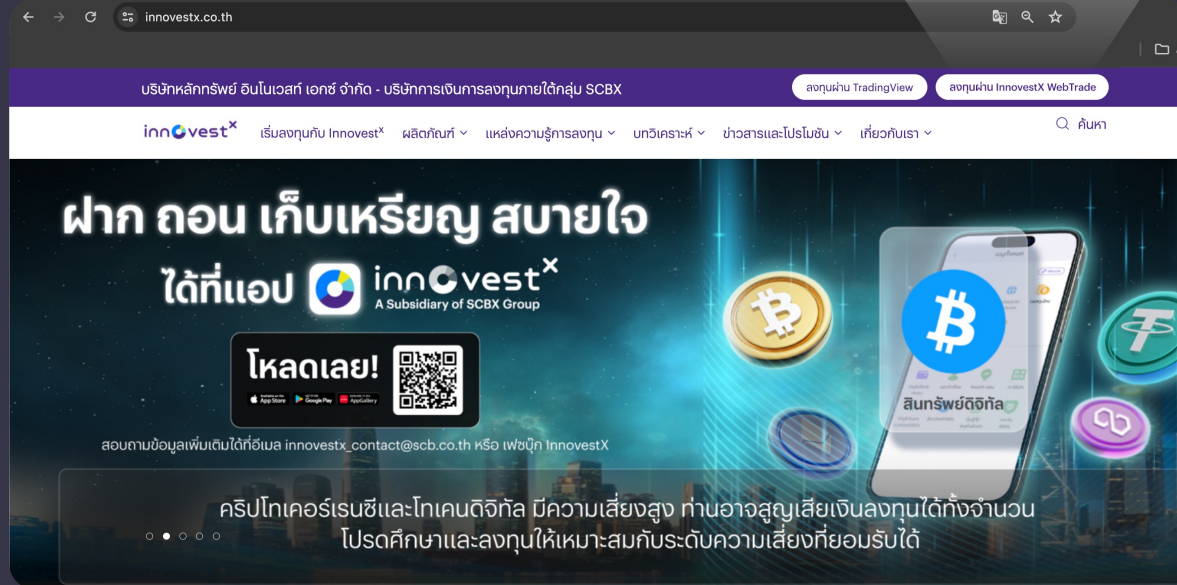 innovestx.co.th
บริษัทหลักทรัพย์ อินโนเวสท์ เอกซ์ จำกัด - บริษัทการเงินการลงทุนภายใต้กลุ่ม SCBX
ลงทุนผ่าน TradingView
ลงทุนผ่าน InnovestX WebTrade
innovestX
เริ่มลงทุนกับ InnovestX
ผลิตภัณฑ์
แหล่งความรู้การลงทุน
บทวิเคราะห์
ข่าวสารและโปรโมชัน
เกี่ยวกับเรา
ค้นหา
ฝาก ถอน เก็บเหรียญ สบายใจ
ได้ที่แอป innovestX
A Subsidiary of SCBX Group
โหลดเลย!
App Store
Google Play
AppGallery
สอบถามข้อมูลเพิ่มเติมได้ที่อีเมล innovestx_contact@scb.co.th หรือ เฟซบุ๊ก InnovestX
สินทรัพย์ดิจิทัล
คริปโทเคอร์เรนซีและโทเคนดิจิทัล มีความเสี่ยงสูง ท่านอาจสูญเสียเงินลงทุนได้ทั้งจำนวน
โปรดศึกษาและลงทุนให้เหมาะสมกับระดับความเสี่ยงที่ยอมรับได้